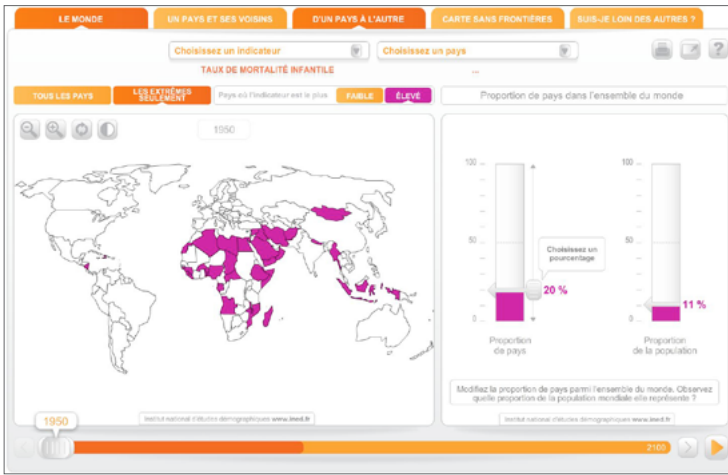 LE MONDE
UN PAYS ET SES VOISINS
D'UN PAYS À L'AUTRE
CARTE SANS FRONTIÈRES
SUIS-JE LOIN DES AUTRES ?
Choisissez un indicateur
Choisissez un pays
?
TAUX DE MORTALITÉ INFANTILE
...
TOUS LES PAYS
LES EXTRÊMES
SEULEMENT
Pays où l'indicateur est le plus
FAIBLE
ÉLEVÉ
Proportion de pays dans l'ensemble du monde
1950
100
50
0
Choisissez un
pourcentage
20 %
Proportion
de pays
100
50
0
11 %
Proportion
de la population
Modifiez la proportion de pays parmi l'ensemble du monde. Observez
quelle proportion de la population mondiale elle représente ?
Institut national d'études démographiques www.ined.fr
Institut national d'études démographiques www.ined.fr
1950
2100